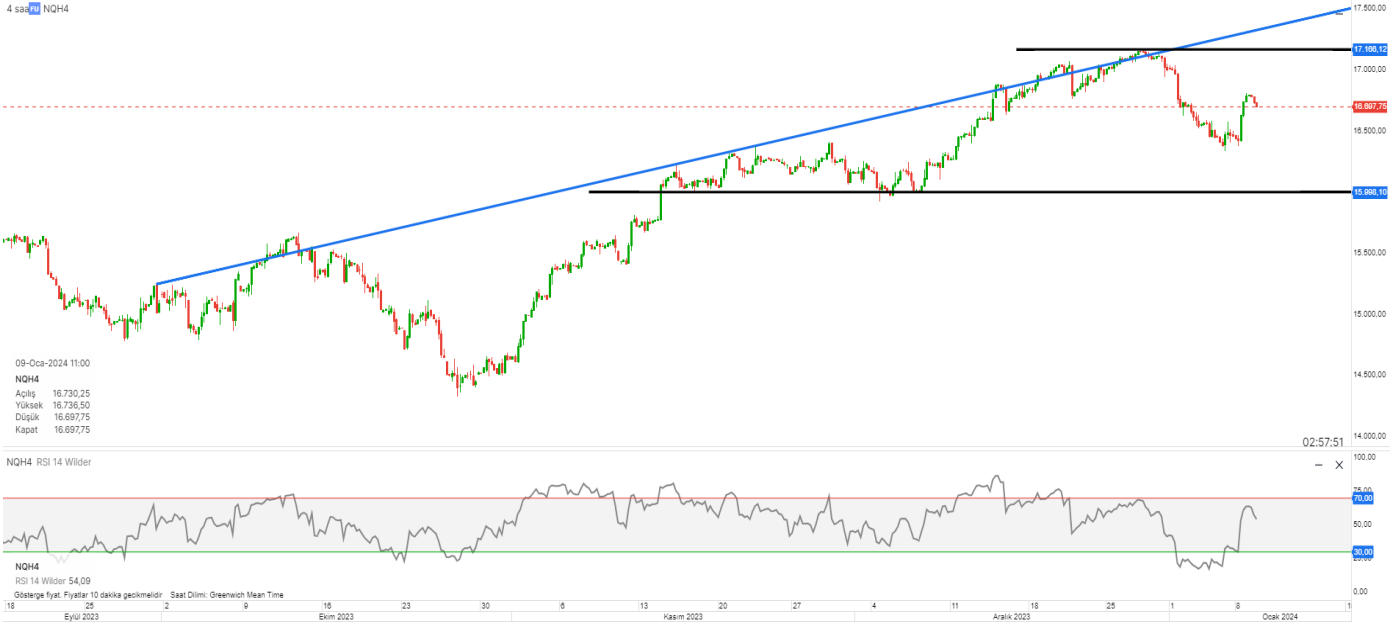 4 saa FU NQH4
17.500,00
17.166,12
17.000,00
16.697,75
16.500,00
15.998,10
15.500,00
15.000,00
14.500,00
14.000,00
09-Oca-2024 11:00
NQH4
Açılış 16.730,25
Yüksek 16.736,50
Düşük 16.697,75
Kapat 16.697,75
02:57:51
NQH4 RSI 14 Wilder
100,00
75,00
70,00
50,00
30,00
25,00
0,00
NQH4
RSI 14 Wilder 54,09
Gösterge fiyat. Fiyatlar 10 dakika gecikmelidir Saat Dilimi: Greenwich Mean Time
18 25 2 9 16 23 30 6 13 20 27 4 11 18 25 1 8
Eylül 2023 Ekim 2023 Kasım 2023 Aralık 2023 Ocak 2024